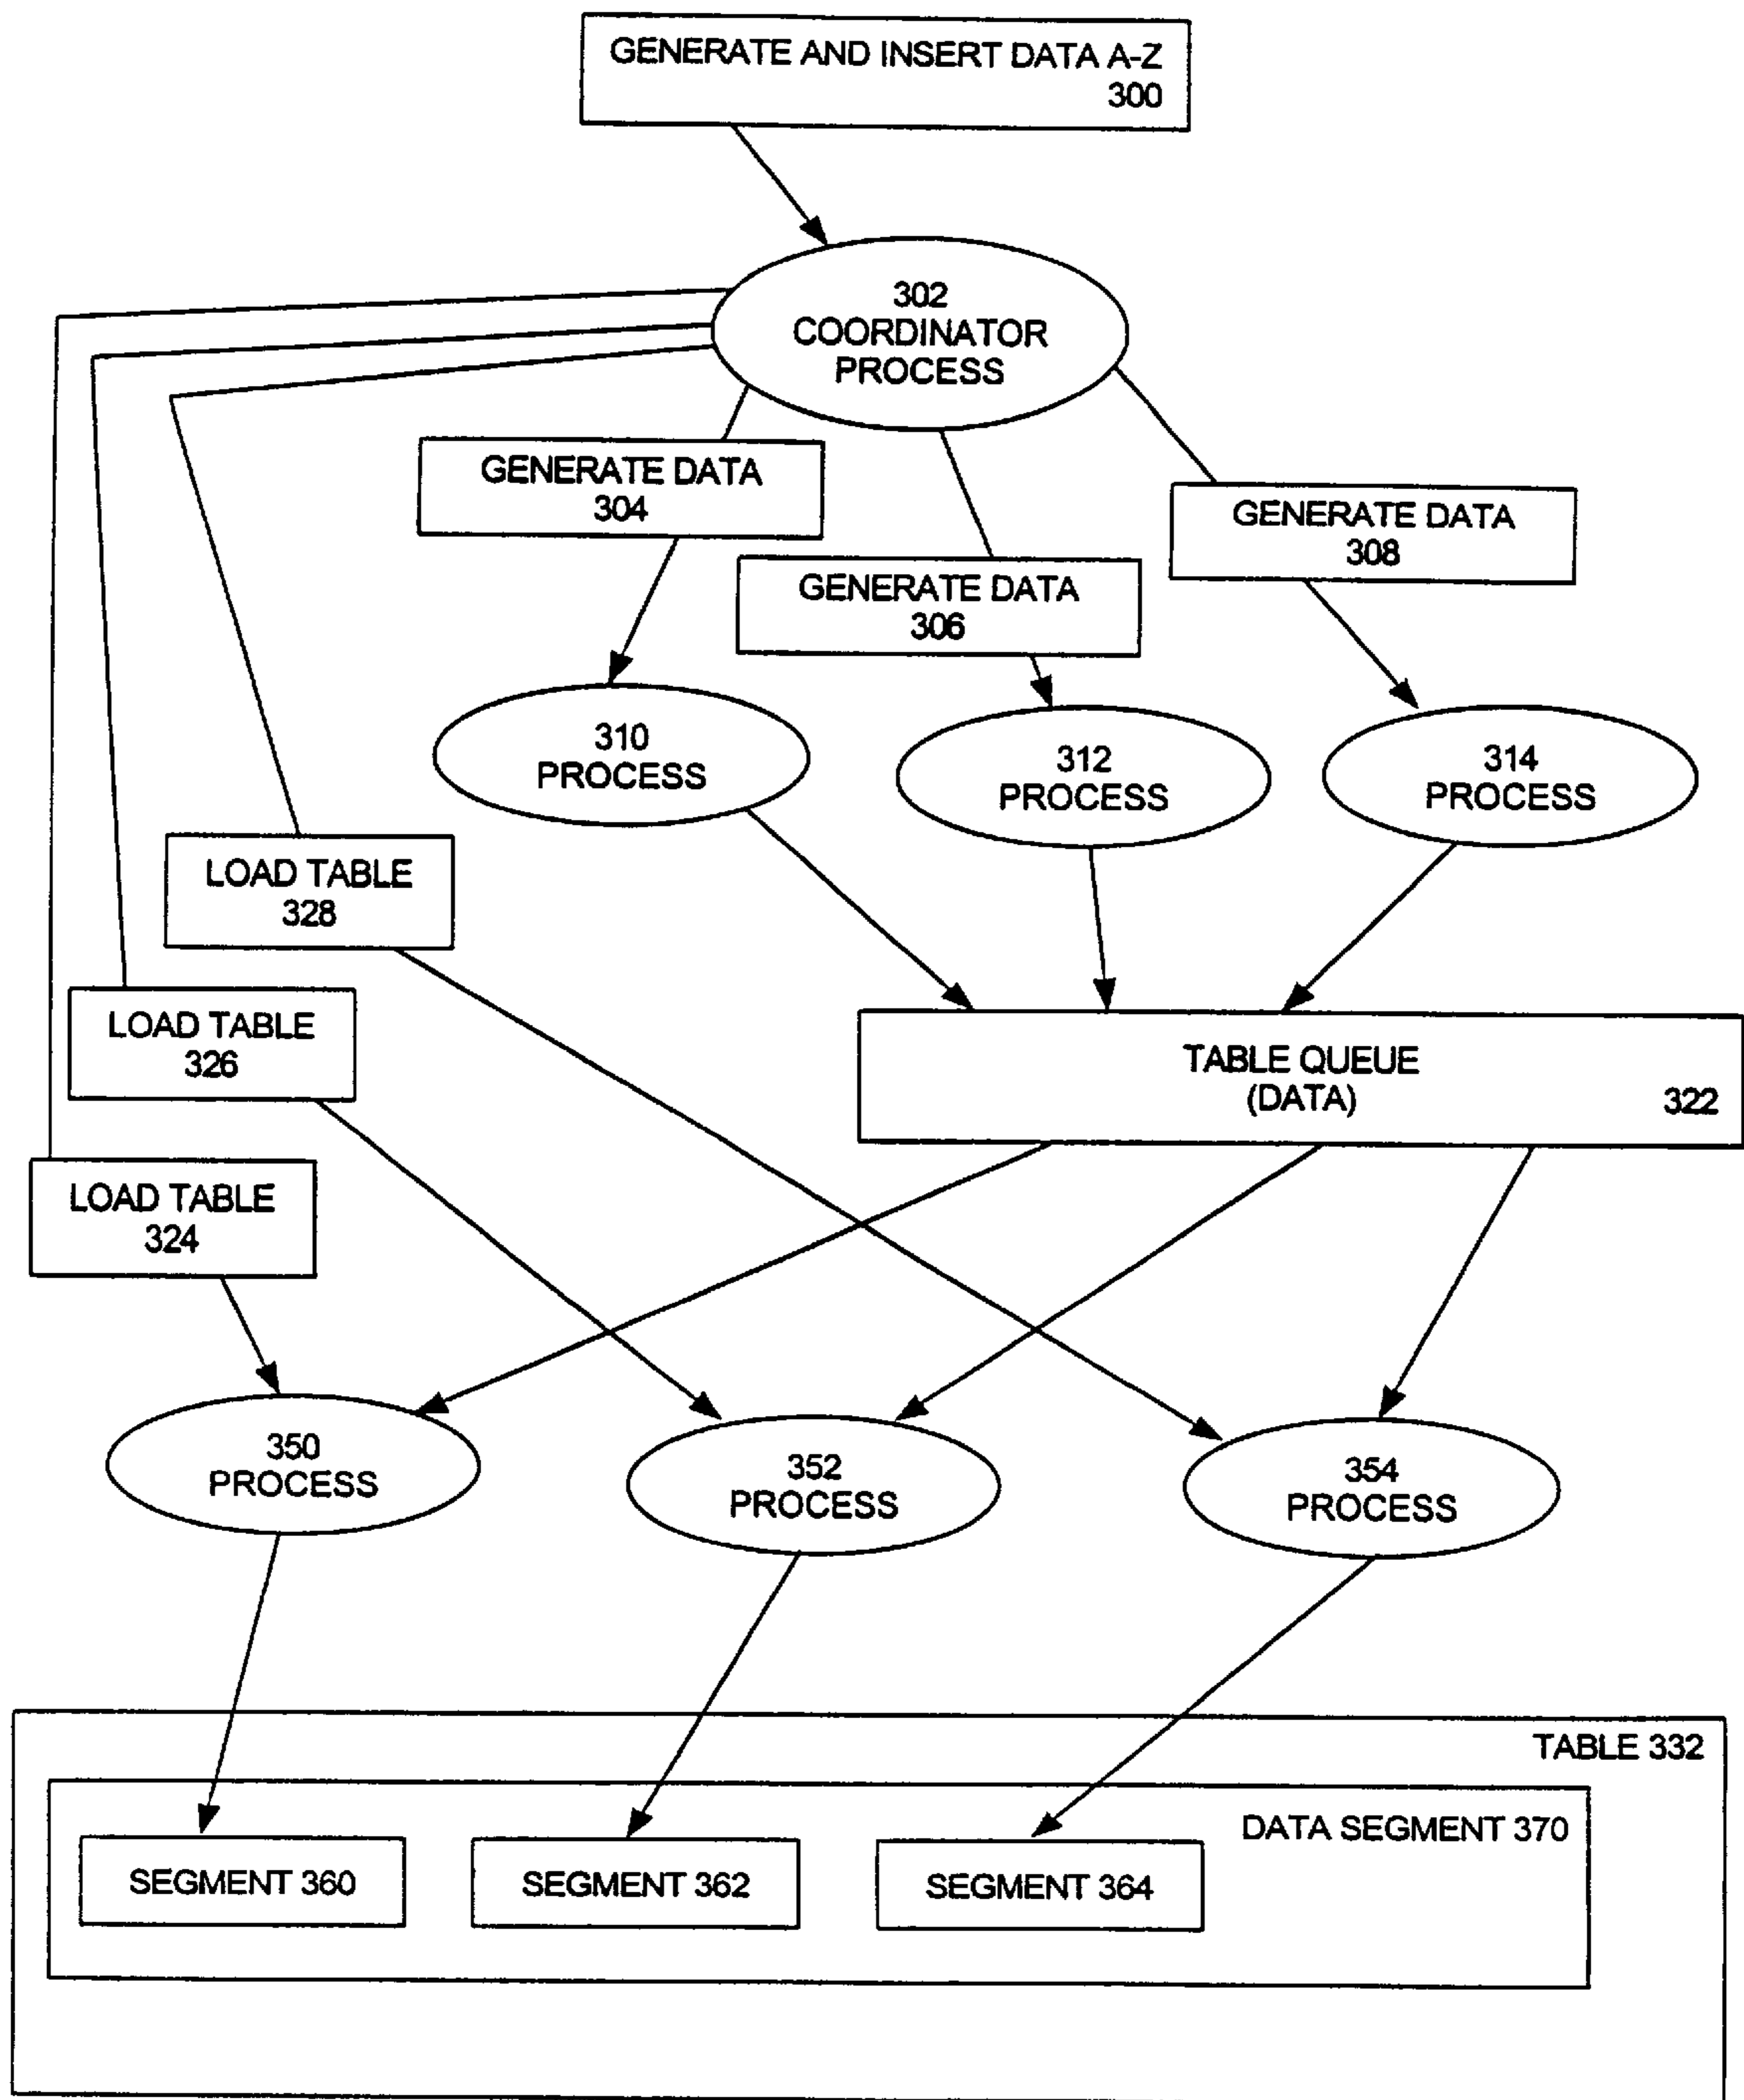 GENERATE AND INSERT DATA A-Z
300
302
COORDINATOR
PROCESS
GENERATE DATA
304
GENERATE DATA
308
GENERATE DATA
306
310
PROCESS
312
PROCESS
314
PROCESS
LOAD TABLE
328
LOAD TABLE
326
TABLE QUEUE
(DATA)
322
LOAD TABLE
324
350
PROCESS
352
PROCESS
354
PROCESS
TABLE 332
DATA SEGMENT 370
SEGMENT 360
SEGMENT 362
SEGMENT 364